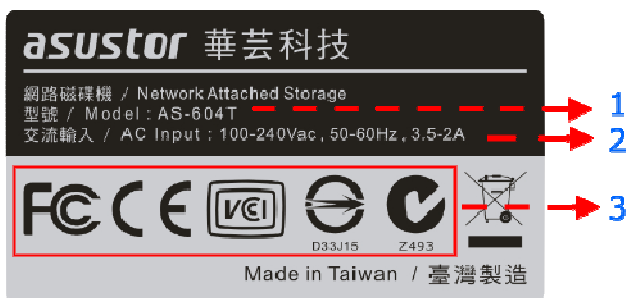 asustor 華芸科技
網路磁碟機 / Network Attached Storage
型號 / Model : AS-604T
1
交流輸入 / AC Input : 100-240Vac , 50-60Hz , 3.5-2A
2
FC CE VCI
3
D33J15 Z493
Made in Taiwan / 臺灣製造